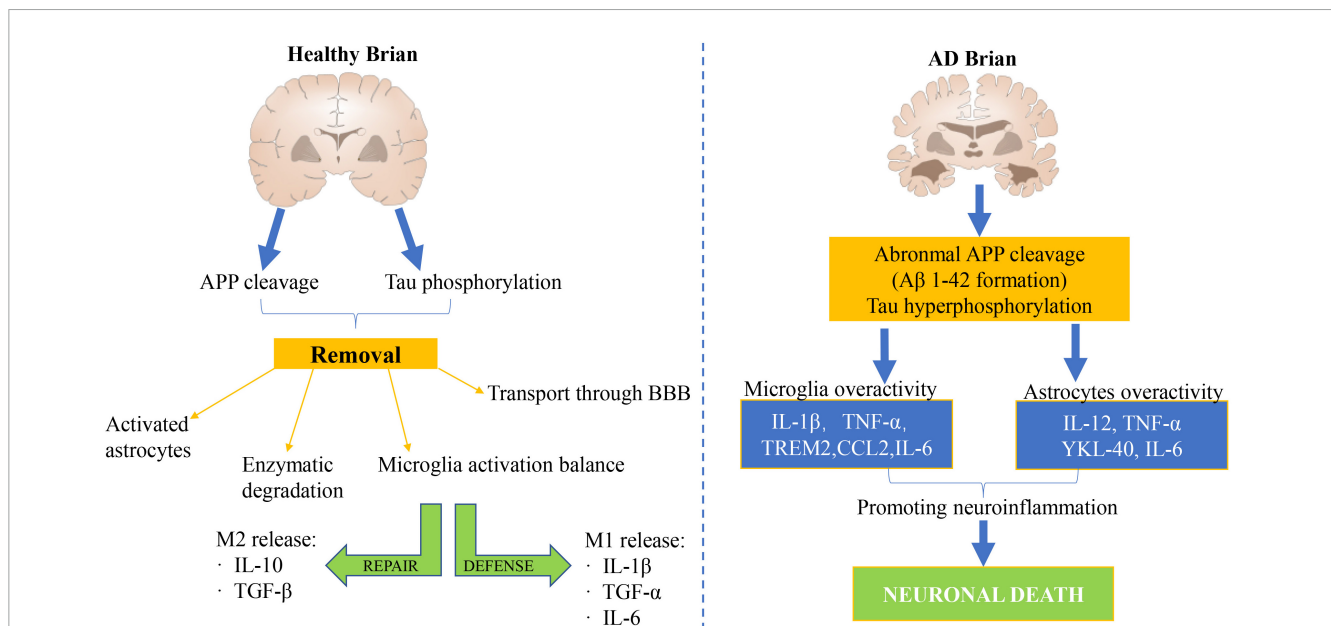 Healthy Brian
APP cleavage
Tau phosphorylation
Removal
Transport through BBB
Activated
astrocytes
Enzymatic
degradation
Microglia activation balance
M2 release:
· IL-10
· TGF-β
REPAIR
DEFENSE
M1 release:
· IL-1β
· TGF-α
· IL-6
AD Brian
Abronmal APP cleavage
(Aβ 1-42 formation)
Tau hyperphosphorylation
Microglia overactivity
IL-1β, TNF-α,
TREM2,CCL2,IL-6
Astrocytes overactivity
IL-12, TNF-α
YKL-40, IL-6
Promoting neuroinflammation
NEURONAL DEATH